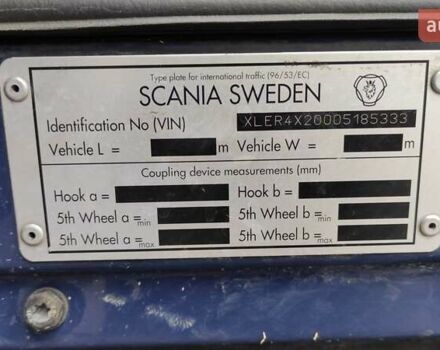 au
Type plate for international traffic (96/53/EC)
SCANIA SWEDEN
Identification No (VIN) XLER4X20005185333
Vehicle L = m Vehicle W = m
Coupling device measurements (mm)
Hook a = Hook b =
5th Wheel a min = 5th Wheel b min =
5th Wheel a max = 5th Wheel b max =